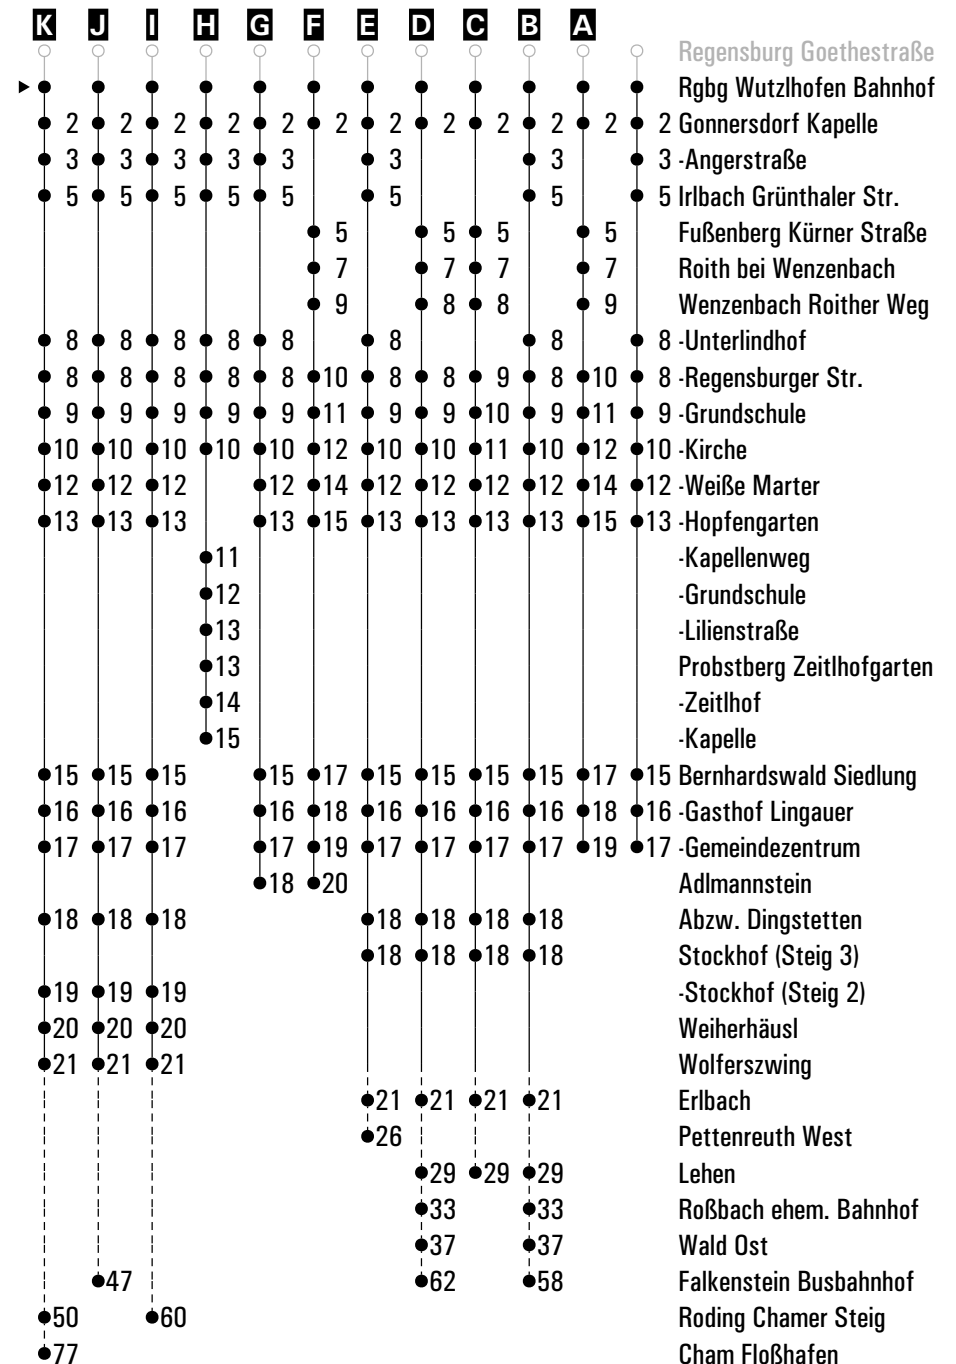 K J I H G F E D C B A
Regensburg Goethestraße
Rgbg Wutzlhofen Bahnhof
2 2 2 2 2 2 2 2 2 2 2 2 Gonnersdorf Kapelle
3 3 3 3 3 3 3 3 -Angerstraße
5 5 5 5 5 5 5 5 Irlbach Grünthaler Str.
5 5 5 5 Fußenberg Kürner Straße
7 7 7 7 Roith bei Wenzenbach
9 8 8 9 Wenzenbach Roither Weg
8 8 8 8 8 8 8 8 -Unterlindhof
8 8 8 8 8 10 8 8 9 8 10 8 -Regensburger Str.
9 9 9 9 9 11 9 9 10 9 11 9 -Grundschule
10 10 10 10 10 12 10 10 11 10 12 10 -Kirche
12 12 12 12 14 12 12 12 12 14 12 -Weiße Marter
13 13 13 13 15 13 13 13 13 15 13 -Hopfengarten
11 -Kapellenweg
12 -Grundschule
13 -Lilienstraße
13 Probstberg Zeitlhofgarten
14 -Zeitlhof
15 -Kapelle
15 15 15 15 17 15 15 15 15 17 15 Bernhardswald Siedlung
16 16 16 16 18 16 16 16 16 18 16 -Gasthof Lingauer
17 17 17 17 19 17 17 17 17 19 17 -Gemeindezentrum
18 20 Adlmannstein
18 18 18 18 18 18 18 Abzw. Dingstetten
18 18 18 18 Stockhof (Steig 3)
19 19 19 -Stockhof (Steig 2)
20 20 20 Weiherhäusl
21 21 21 Wolferszwing
21 21 21 21 Erlbach
26 Pettenreuth West
29 29 29 Lehen
33 33 Roßbach ehem. Bahnhof
37 37 Wald Ost
47 62 58 Falkenstein Busbahnhof
50 60 Roding Chamer Steig
77 Cham Floßhafen